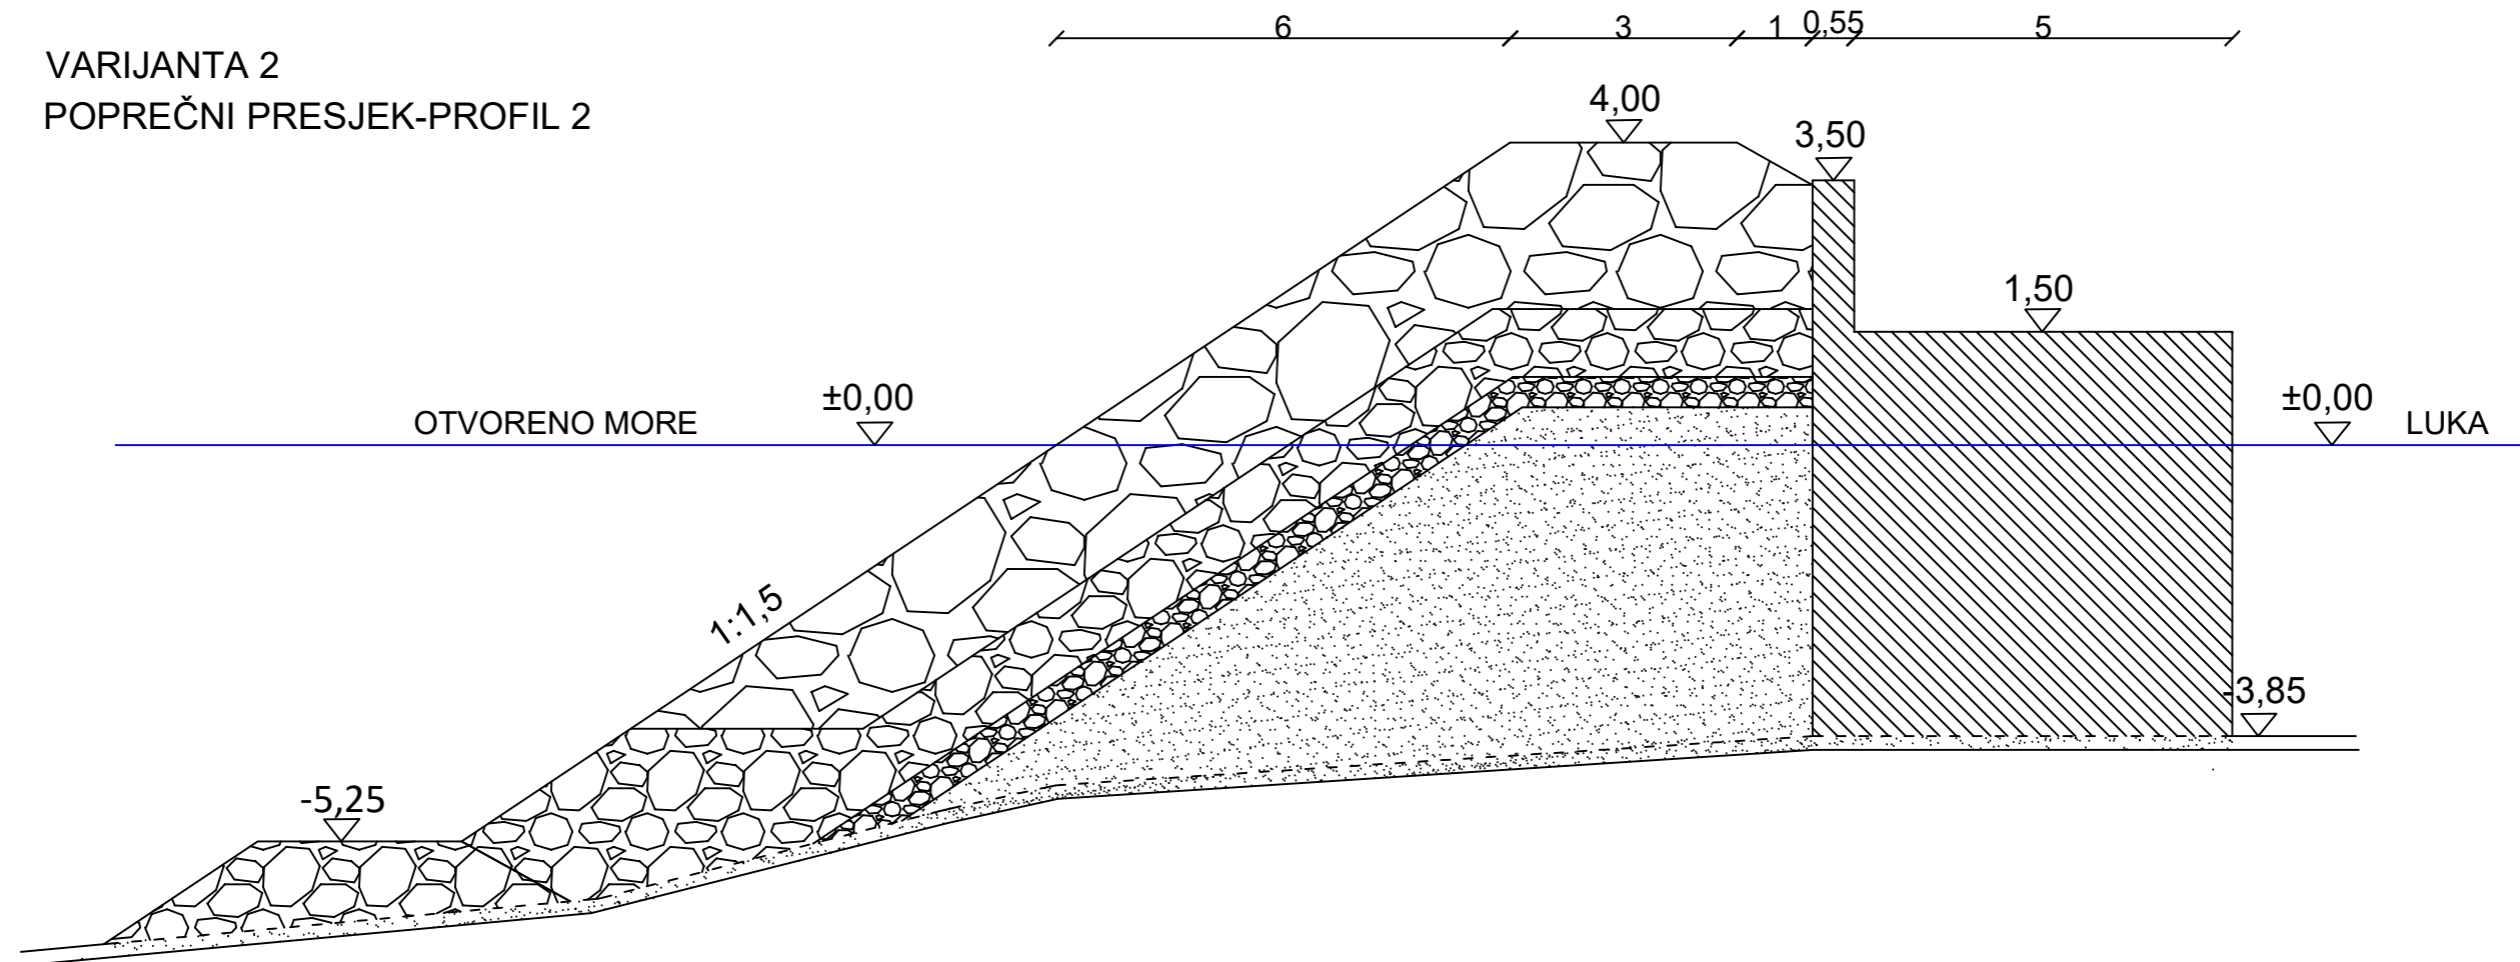 6 3 1 0,55 5
VARIJANTA 2
POPREČNI PRESJEK-PROFIL 2
4,00
3,50
1,50
±0,00
±0,00
OTVORENO MORE
LUKA
1:1,5
-3,85
-5,25